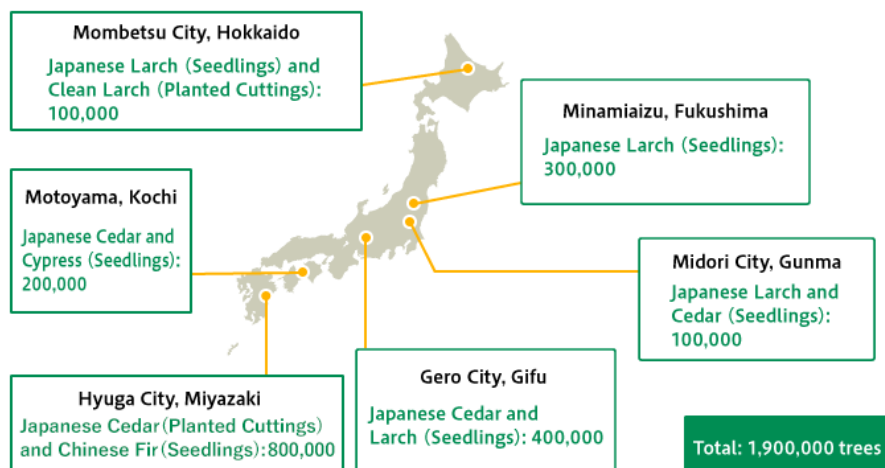 Mombetsu City, Hokkaido
Japanese Larch (Seedlings) and
Clean Larch (Planted Cuttings):
100,000
Minamiaizu, Fukushima
Japanese Larch (Seedlings):
300,000
Motoyama, Kochi
Japanese Cedar and
Cypress (Seedlings):
200,000
Midori City, Gunma
Japanese Larch and
Cedar (Seedlings):
100,000
Hyuga City, Miyazaki
Japanese Cedar(Planted Cuttings)
and Chinese Fir(Seedlings):800,000
Gero City, Gifu
Japanese Cedar and
Larch (Seedlings): 400,000
Total: 1,900,000 trees